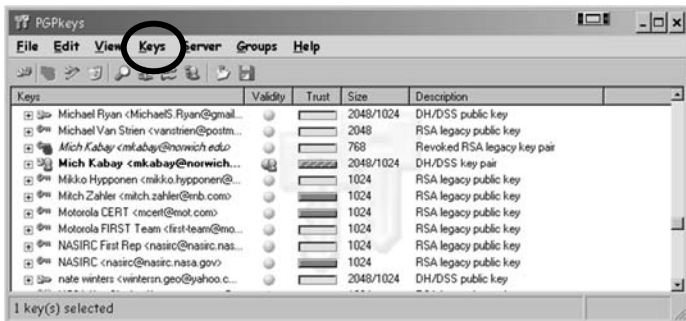 PGPkeys
File Edit View Keys Server Groups Help
Keys Validity Trust Size Description
Michael Ryan <MichaelS.Ryan@gmail... 2048/1024 DH/DSS public key
Michael Van Strien <vanstrien@postm... 2048 RSA legacy public key
Mich Kabay <mkabay@norwich.edu> 768 Revoked RSA legacy key pair
Mich Kabay <mkabay@norwich... 2048/1024 DH/DSS key pair
Mikko Hypponen <mikko.hypponen@... 1024 RSA legacy public key
Mitch Zahler <mitch.zahler@rnb.com> 1024 RSA legacy public key
Motorola CERT <mcert@mot.com> 1024 RSA legacy public key
Motorola FIRST Team <first-team@mo... 1024 RSA legacy public key
NASIRC First Rep <nasirc@nasirc.nas... 1024 RSA legacy public key
NASIRC <nasirc@nasirc.nasa.gov> 1024 RSA legacy public key
nate winters <wintersn.geo@yahoo.c... 2048/1024 DH/DSS public key
1 key(s) selected